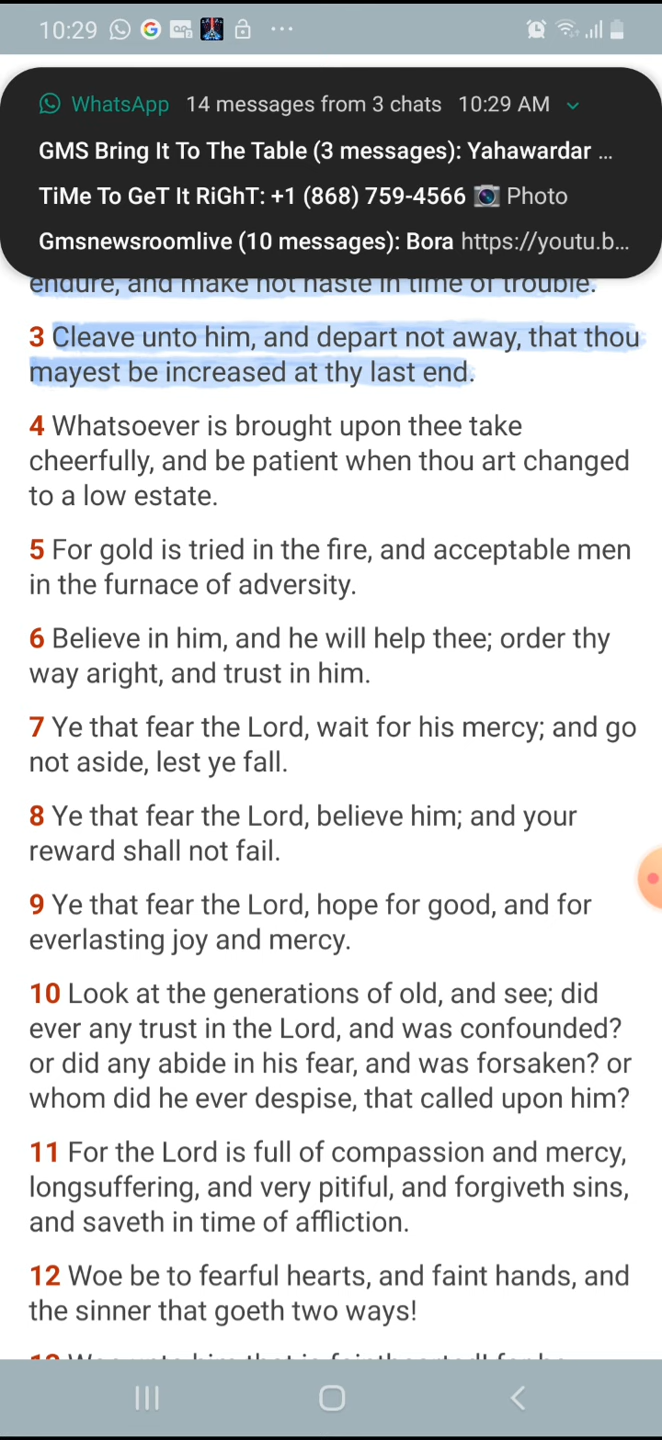 10:29
WhatsApp 14 messages from 3 chats 10:29 AM
GMS Bring It To The Table (3 messages): Yahawardar ...
TiMe To GeT It RiGhT: +1 (868) 759-4566 📷 Photo
Gmsnewsroomlive (10 messages): Bora https://youtu.b...
endure, and make not haste in time of trouble.
3 Cleave unto him, and depart not away, that thou
mayest be increased at thy last end.
4 Whatsoever is brought upon thee take
cheerfully, and be patient when thou art changed
to a low estate.
5 For gold is tried in the fire, and acceptable men
in the furnace of adversity.
6 Believe in him, and he will help thee; order thy
way aright, and trust in him.
7 Ye that fear the Lord, wait for his mercy; and go
not aside, lest ye fall.
8 Ye that fear the Lord, believe him; and your
reward shall not fail.
9 Ye that fear the Lord, hope for good, and for
everlasting joy and mercy.
10 Look at the generations of old, and see; did
ever any trust in the Lord, and was confounded?
or did any abide in his fear, and was forsaken? or
whom did he ever despise, that called upon him?
11 For the Lord is full of compassion and mercy,
longsuffering, and very pitiful, and forgiveth sins,
and saveth in time of affliction.
12 Woe be to fearful hearts, and faint hands, and
the sinner that goeth two ways!